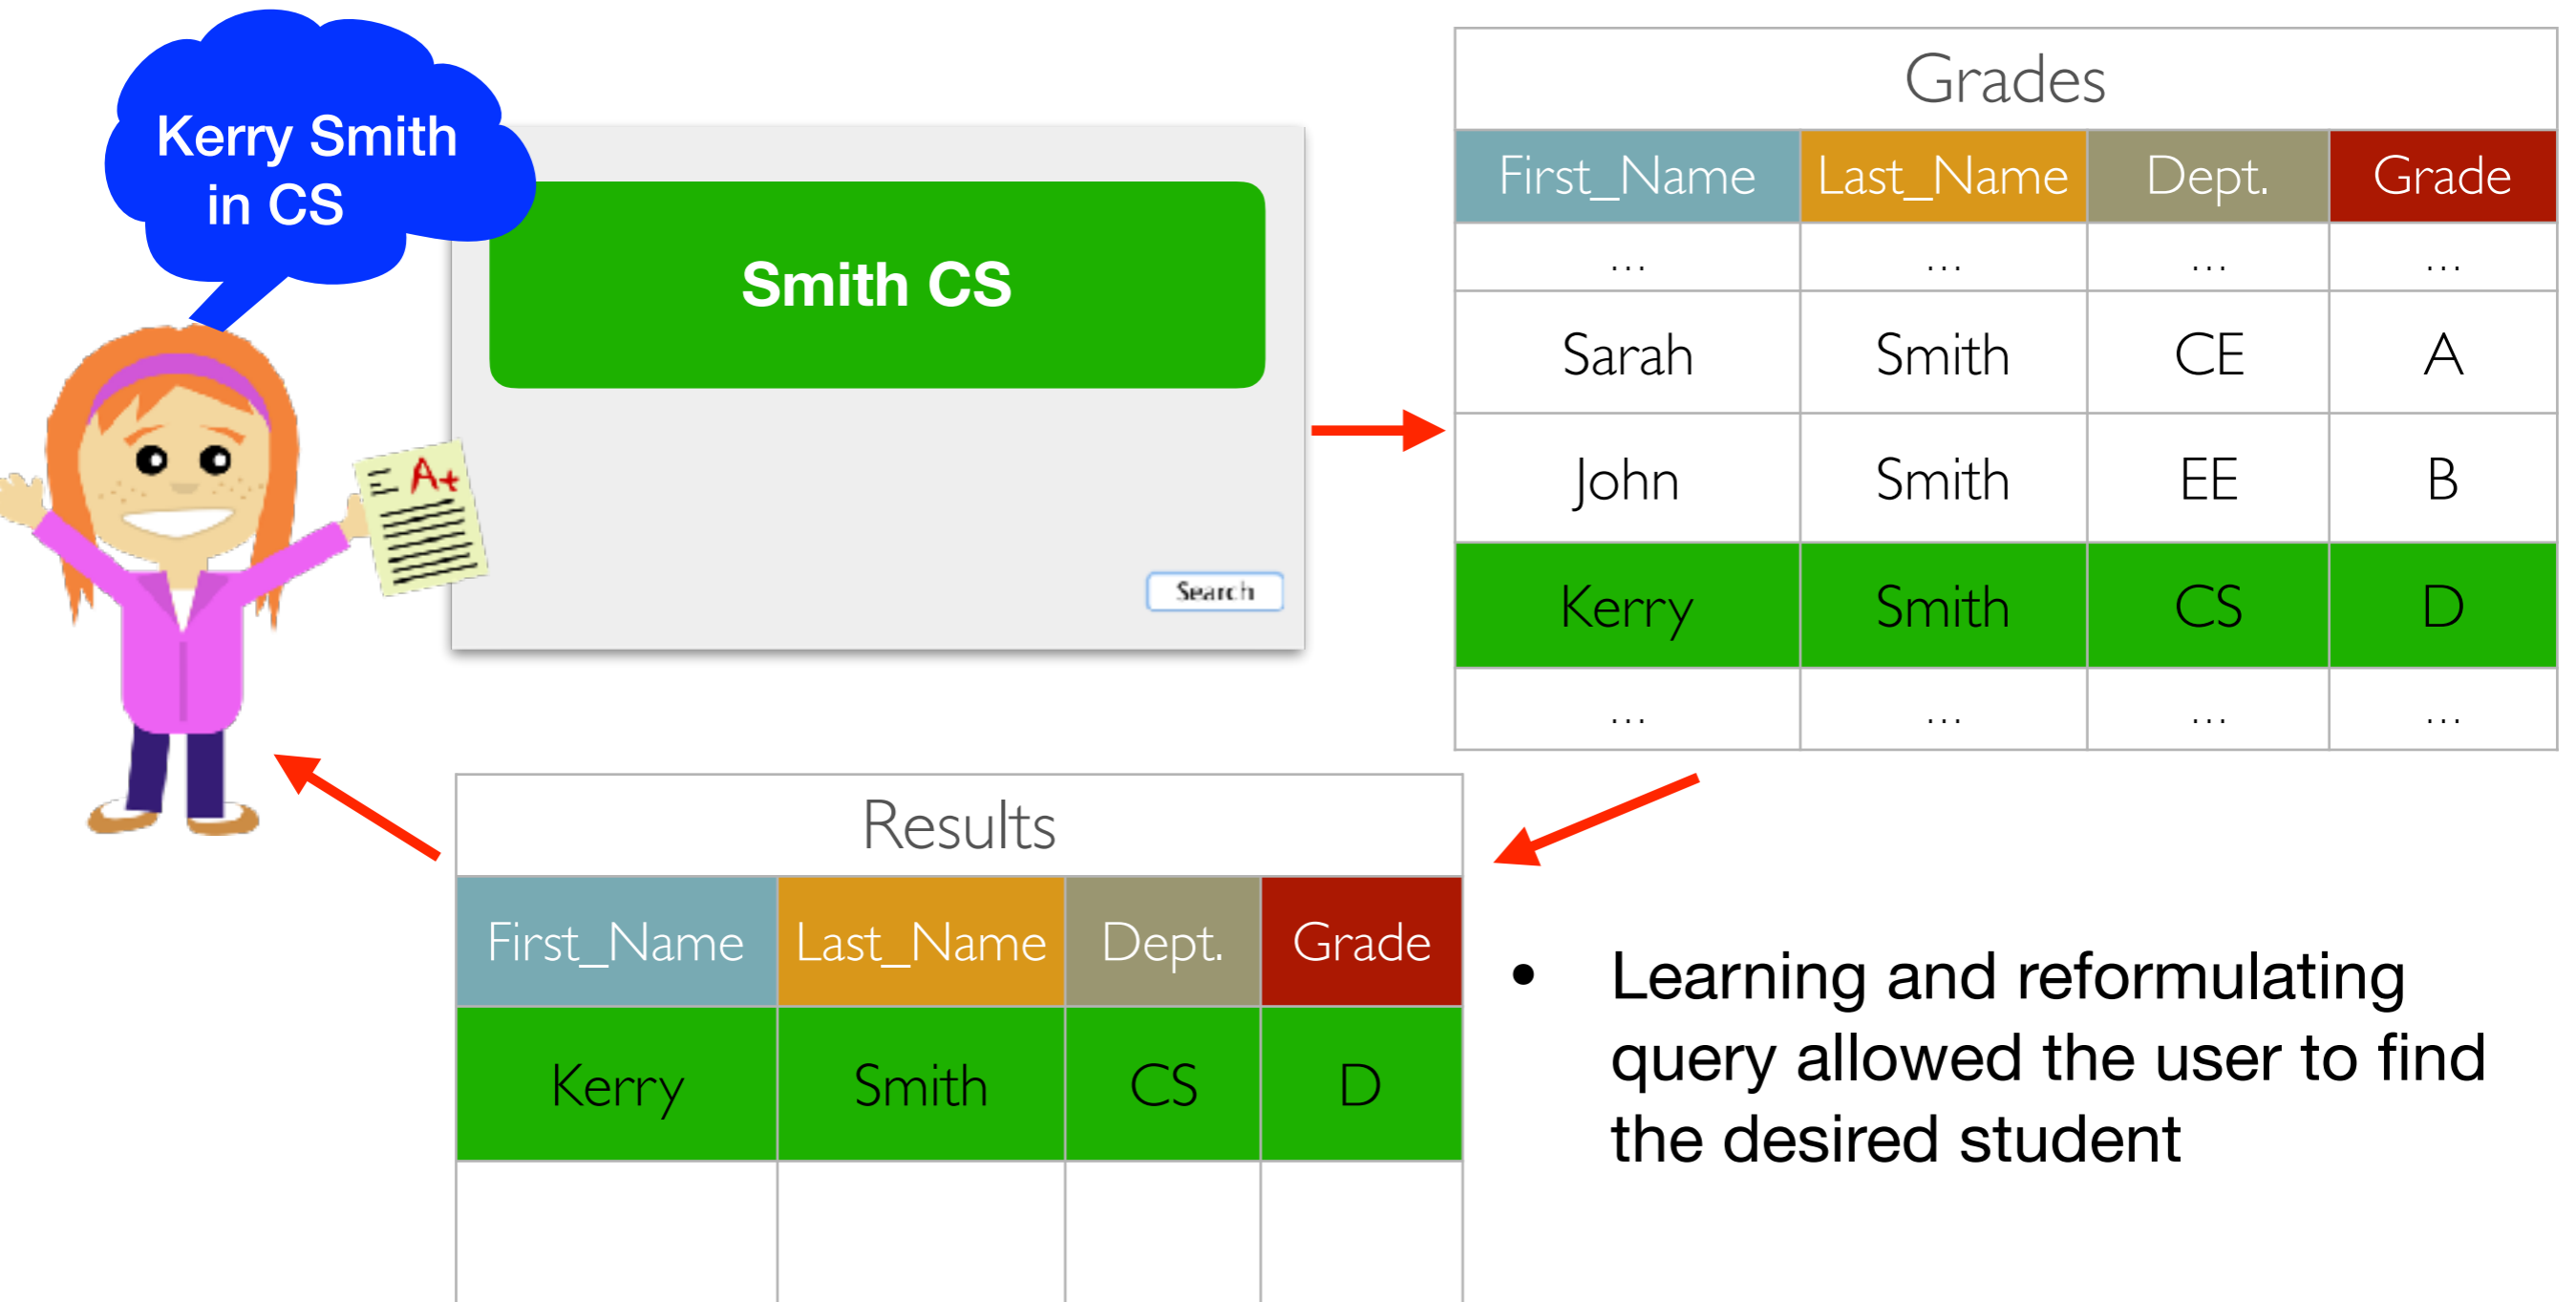 Kerry Smith
in CS
Smith CS
Search
A+
Grades
First_Name Last_Name Dept. Grade
... ... ... ...
Sarah Smith CE A
John Smith EE B
Kerry Smith CS D
... ... ... ...
Results
First_Name Last_Name Dept. Grade
Kerry Smith CS D
• Learning and reformulating
query allowed the user to find
the desired student